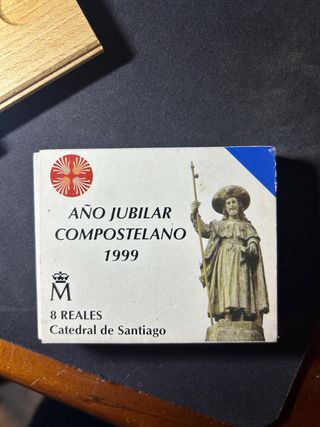 AÑO JUBILAR
COMPOSTELANO
1999
M
8 REALES
Catedral de Santiago